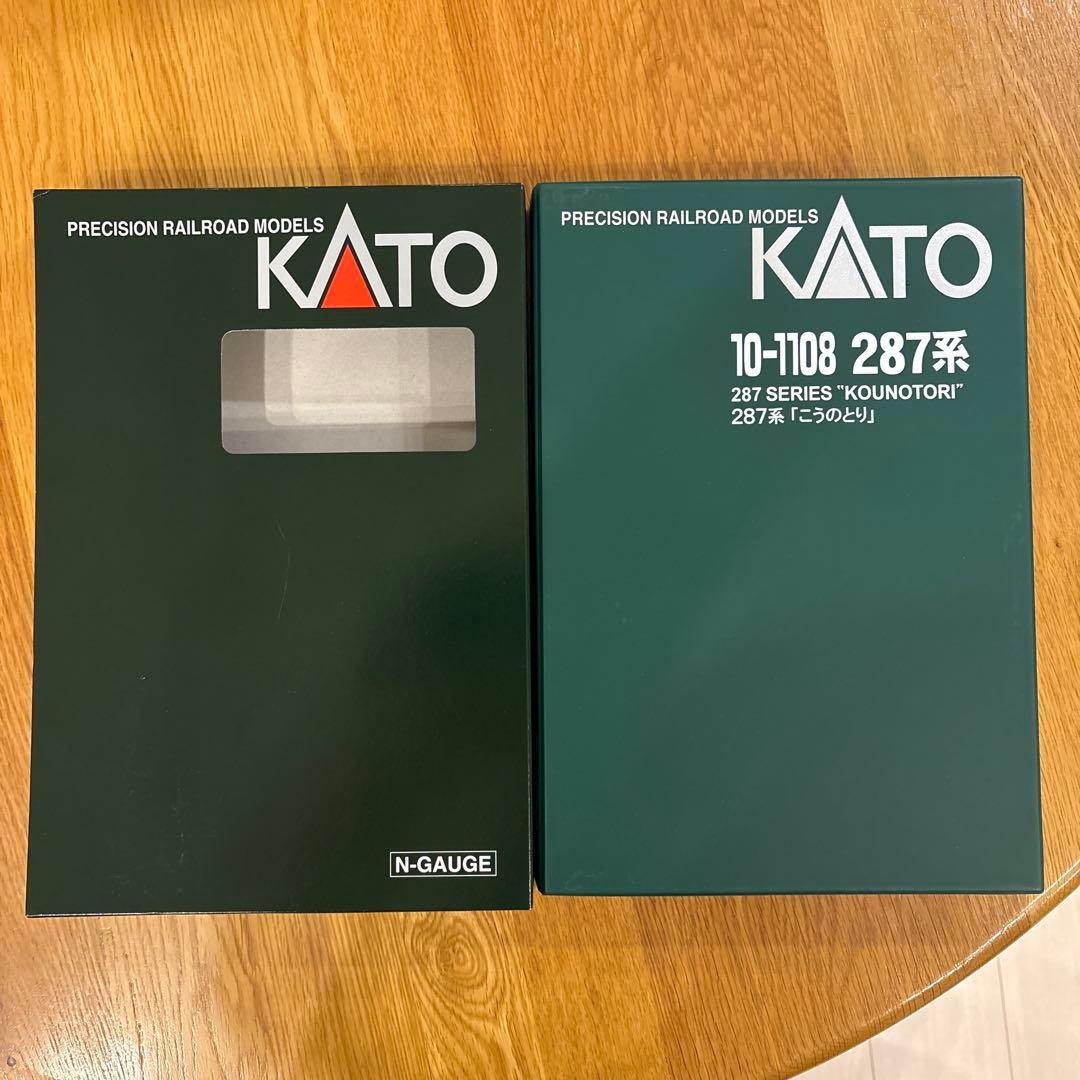 PRECISION RAILROAD MODELS
KATO
N-GAUGE
PRECISION RAILROAD MODELS
KATO
10-1108 287系
287 SERIES "KOUNOTORI"
287系「こうのとり」